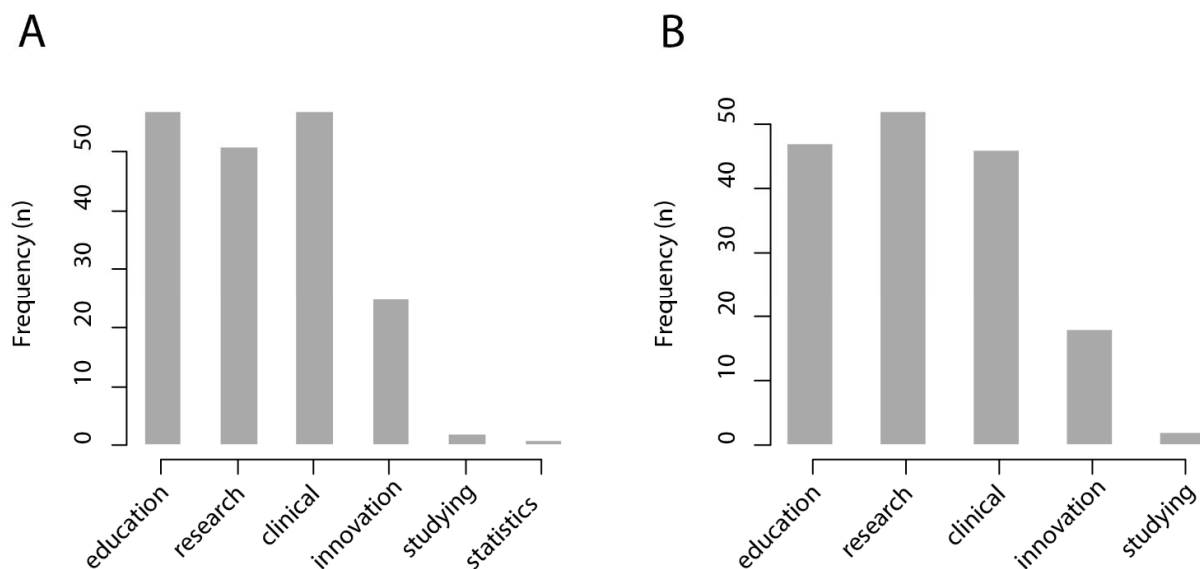 A
Frequency (n)
50
40
30
20
10
0
education
research
clinical
innovation
studying
statistics
B
Frequency (n)
50
40
30
20
10
0
education
research
clinical
innovation
studying